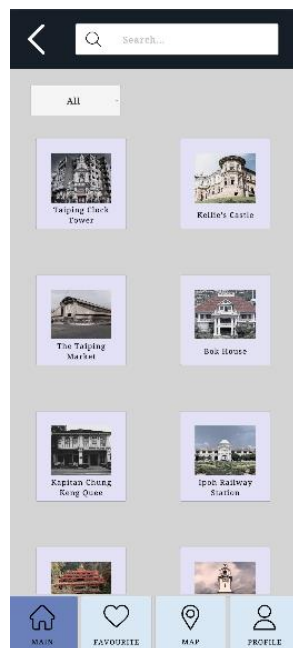 Search...
All
Taiping Clock
Tower
Kellie's Castle
The Taiping
Market
Bok House
Kapitan Chung
Keng Quee
Ipoh Railway
Station
MAIN
FAVOURITE
MAP
PROFILE